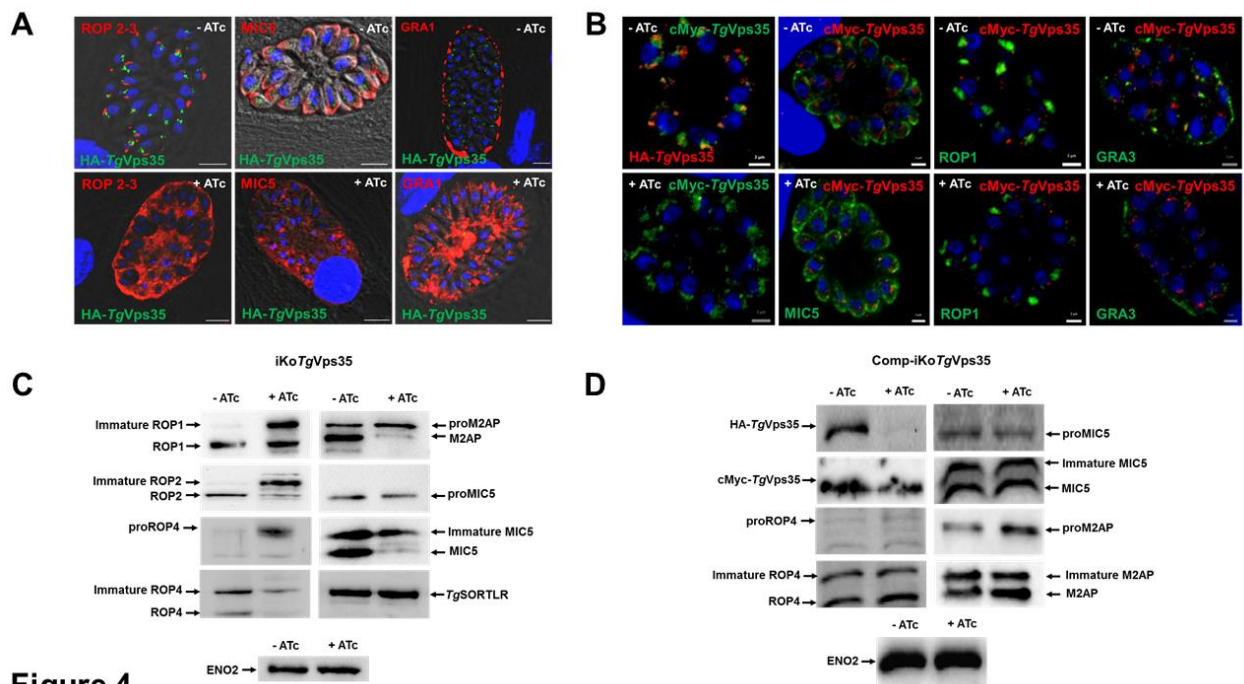 A
ROP 2-3
- ATc
HA-TgVps35
MIC5
- ATc
HA-TgVps35
GRA1
- ATc
HA-TgVps35
ROP 2-3
+ ATc
HA-TgVps35
MIC5
+ ATc
HA-TgVps35
GRA1
+ ATc
HA-TgVps35
B
- ATc
cMyc-TgVps35
HA-TgVps35
- ATc
cMyc-TgVps35
- ATc
cMyc-TgVps35
ROP1
- ATc
cMyc-TgVps35
GRA3
+ ATc
cMyc-TgVps35
+ ATc
cMyc-TgVps35
MIC5
+ ATc
cMyc-TgVps35
ROP1
+ ATc
cMyc-TgVps35
GRA3
C
iKoTgVps35
- ATc + ATc - ATc + ATc
Immature ROP1
ROP1
proM2AP
M2AP
Immature ROP2
ROP2
proMIC5
proROP4
Immature MIC5
MIC5
Immature ROP4
ROP4
TgSORTLR
- ATc + ATc
ENO2
D
Comp-iKoTgVps35
- ATc + ATc - ATc + ATc
HA-TgVps35
proMIC5
cMyc-TgVps35
Immature MIC5
MIC5
proROP4
proM2AP
Immature ROP4
ROP4
Immature M2AP
M2AP
- ATc + ATc
ENO2
Figure 4